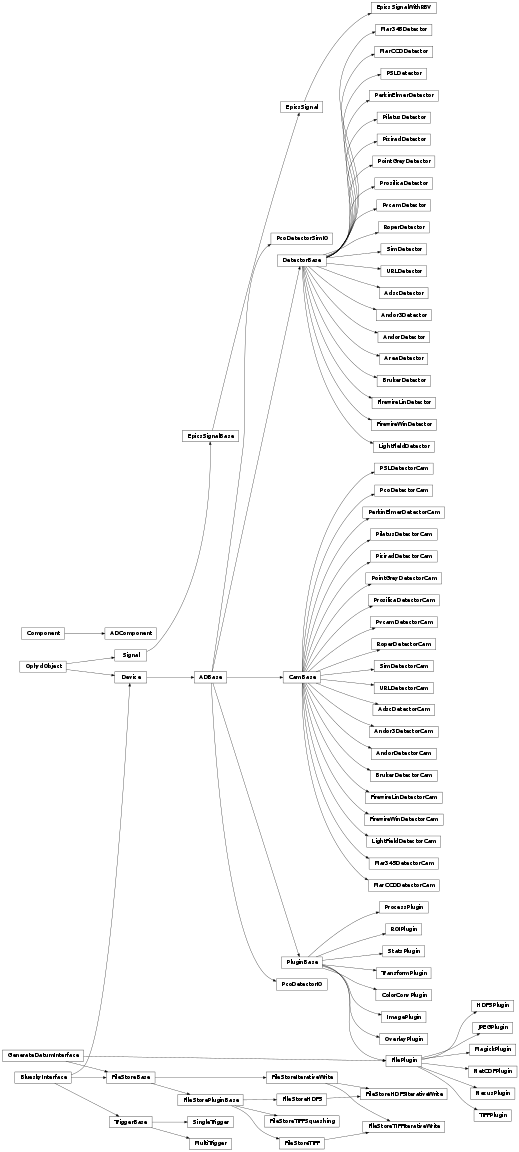 EpicsSignalWithRBV
Mar345Detector
MarCCDDetector
PSLDetector
PerkinElmerDetector
EpicsSignal
PilatusDetector
PixiradDetector
PointGreyDetector
ProsilicaDetector
PvcamDetector
RoperDetector
PcoDetectorSimIO
SimDetector
DetectorBase
URLDetector
AdscDetector
Andor3Detector
AndorDetector
AreaDetector
BrukerDetector
FirewireLinDetector
FirewireWinDetector
EpicsSignalBase
LightFieldDetector
PSLDetectorCam
PcoDetectorCam
PerkinElmerDetectorCam
PilatusDetectorCam
PixiradDetectorCam
PointGreyDetectorCam
ProsilicaDetectorCam
PvcamDetectorCam
Component
ADComponent
RoperDetectorCam
Signal
OphydObject
SimDetectorCam
Device
ADBase
CamBase
URLDetectorCam
AdscDetectorCam
Andor3DetectorCam
AndorDetectorCam
BrukerDetectorCam
FirewireLinDetectorCam
FirewireWinDetectorCam
LightFieldDetectorCam
Mar345DetectorCam
MarCCDDetectorCam
ProcessPlugin
ROIPlugin
StatsPlugin
PluginBase
TransformPlugin
PcoDetectorIO
ColorConvPlugin
HDF5Plugin
ImagePlugin
JPEGPlugin
OverlayPlugin
MagickPlugin
GenerateDatumInterface
FilePlugin
NetCDFPlugin
BlueskyInterface
FileStoreBase
FileStoreIterativeWrite
NexusPlugin
FileStorePluginBase
FileStoreHDF5
FileStoreHDF5IterativeWrite
TIFFPlugin
TriggerBase
SingleTrigger
FileStoreTIFFSquashing
FileStoreTIFFIterativeWrite
MultiTrigger
FileStoreTIFF